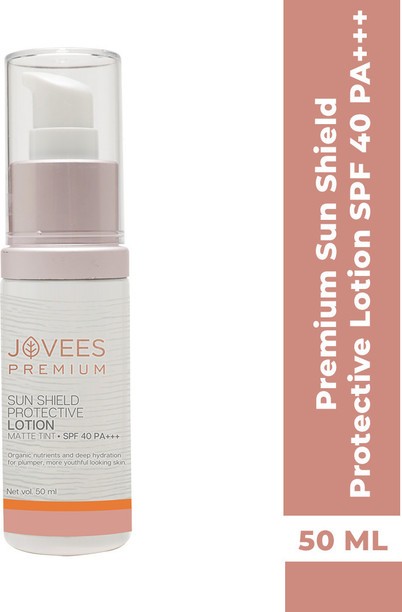 JOVEES
PREMIUM
SUN SHIELD
PROTECTIVE
LOTION
MATTE TINT • SPF 40 PA+++
Organic nutrients and deep hydration
for plumper, more youthful looking skin.
Net vol. 50 ml
Premium Sun Shield
Protective Lotion SPF 40 PA+++
50 ML